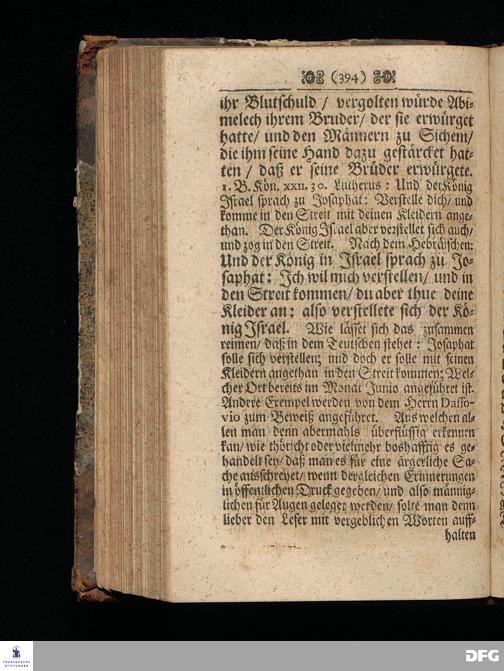 (394)
ihr Blutschuld / vergolten würde Abi-
melech ihrem Bruder/ der sie erwürget
hatte/ und den Männern zu Sichem/
die ihm seine Hand dazu gestärcket hat-
ten / daß er seine Brüder erwürgete.
1. B. Kön. XXII. 30. Lutherus: Und der König
Israel sprach zu Josaphat: Verstelle dich/ und
komme in den Streit mit deinen Kleidern ange-
than. Der König Israel aber verstellet sich auch/
und zog in den Streit. Nach dem Hebräischen:
Und der König in Israel sprach zu Jo-
saphat: Ich wil mich verstellen/ und in
den Streit kommen/ du aber thue deine
Kleider an: also verstellete sich der Kö-
nig Israel. Wie lässet sich das zusammen
reimen/ daß in dem Teutschen stehet: Josaphat
solle sich verstellen; und doch er solle mit seinen
Kleidern angethan in den Streit kommen; Wel-
cher Ort bereits im Monat Junio angeführet ist.
Andere Exempel werden von dem Herrn Dasso-
vio zum Beweiß angeführet. Aus welchen al-
len man denn abermahls überflüssig erkennen
kan/ wie thöricht oder vielmehr boshafftig es ge-
handelt sey/ daß man es für eine ärgerliche Sa-
che ausschreyet/ wenn dergleichen Erinnerungen
in öffentlichen Druck gegeben/ und also männig-
lichen für Augen geleget werden/ solte man denn
lieber den Leser mit vergeblichen Worten auff-
halten
FRANCKESCHE
STIFTUNGEN
DFG